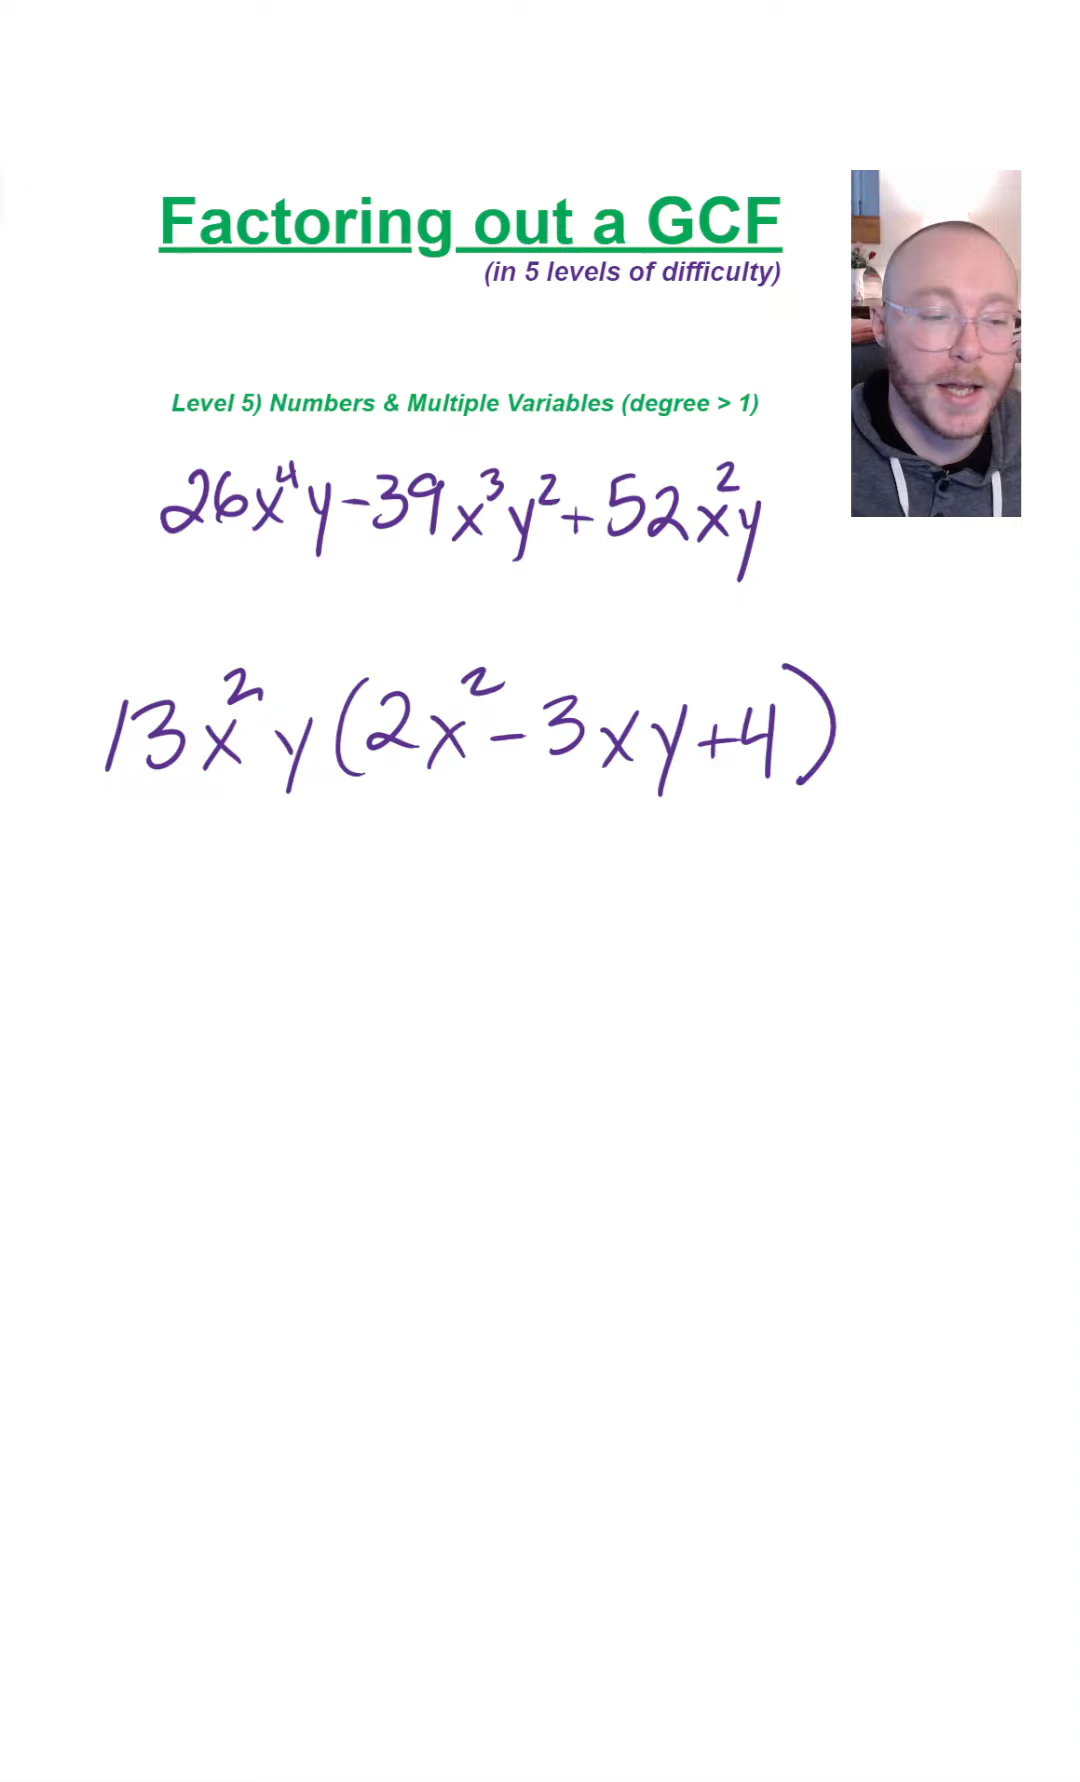 Factoring out a GCF
(in 5 levels of difficulty)
Level 5) Numbers & Multiple Variables (degree > 1)
26x⁴y-39x³y²+52x²y
13x²y(2x²-3xy+4)